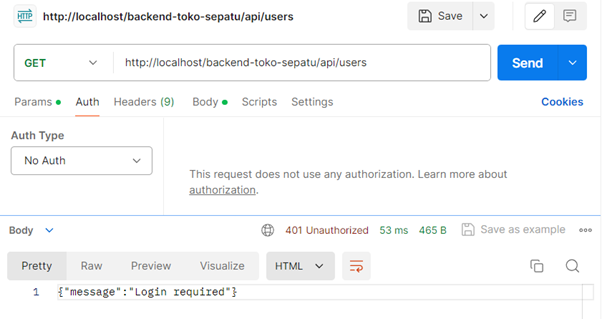 HTTP http://localhost/backend-toko-sepatu/api/users Save
GET http://localhost/backend-toko-sepatu/api/users Send
Params Auth Headers (9) Body Scripts Settings Cookies
Auth Type
No Auth
This request does not use any authorization. Learn more about
authorization.
Body 401 Unauthorized 53 ms 465 B Save as example
Pretty Raw Preview Visualize HTML
1 {"message":"Login required"}